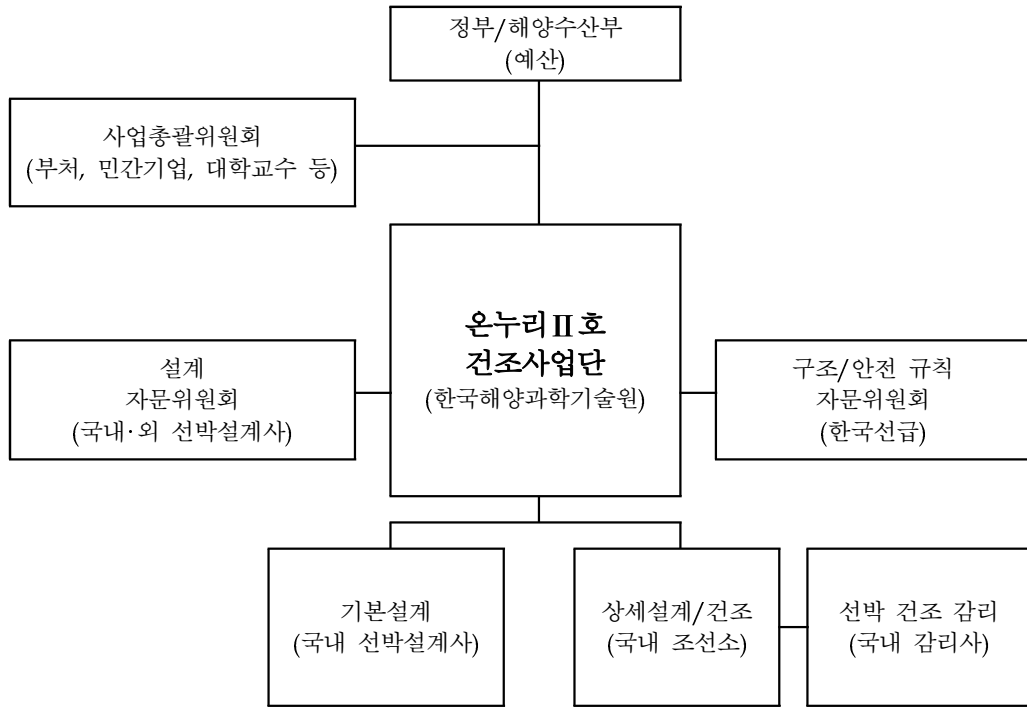 정부/해양수산부
(예산)
사업총괄위원회
(부처, 민간기업, 대학교수 등)
온누리Ⅱ호
건조사업단
(한국해양과학기술원)
설계
자문위원회
(국내·외 선박설계사)
구조/안전 규칙
자문위원회
(한국선급)
기본설계
(국내 선박설계사)
상세설계/건조
(국내 조선소)
선박 건조 감리
(국내 감리사)